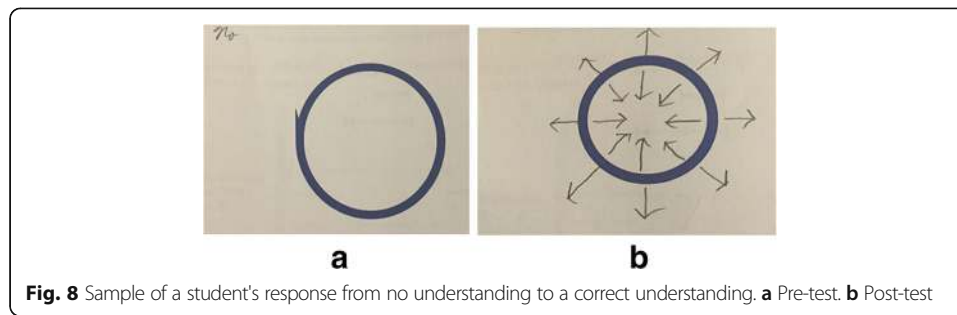 No
a
b
Fig. 8 Sample of a student's response from no understanding to a correct understanding. a Pre-test. b Post-test